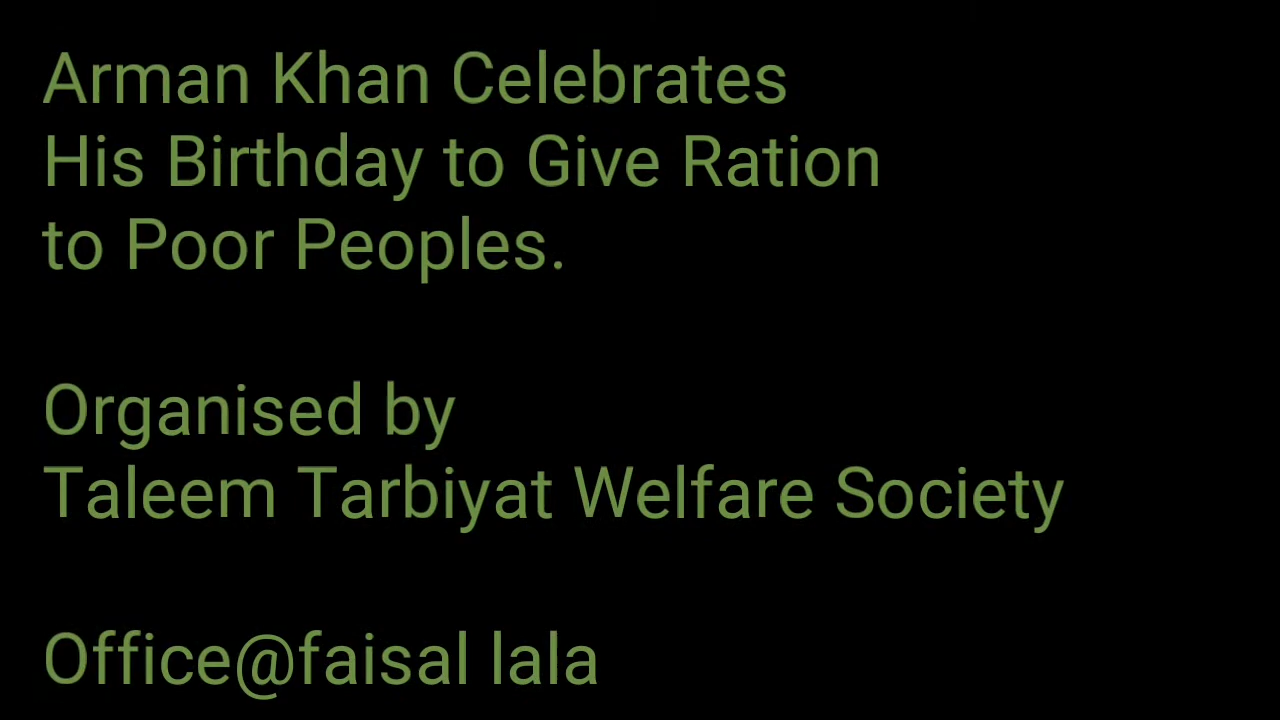 Arman Khan Celebrates
His Birthday to Give Ration
to Poor Peoples.
Organised by
Taleem Tarbiyat Welfare Society
Office@faisal lala